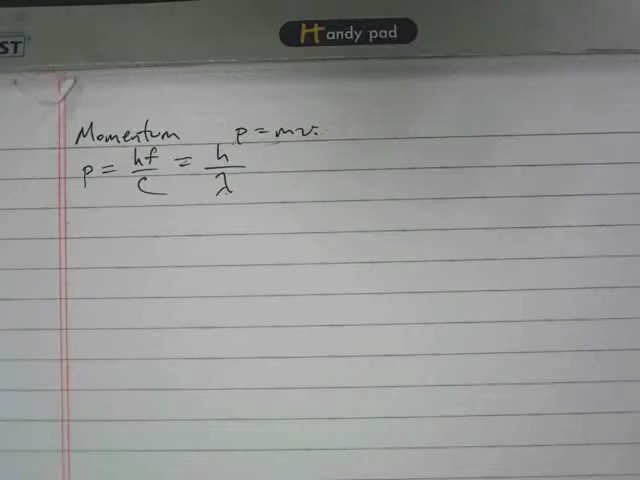 ST
Handy pad
Momentum p = mv.
p = hf/c = h/λ